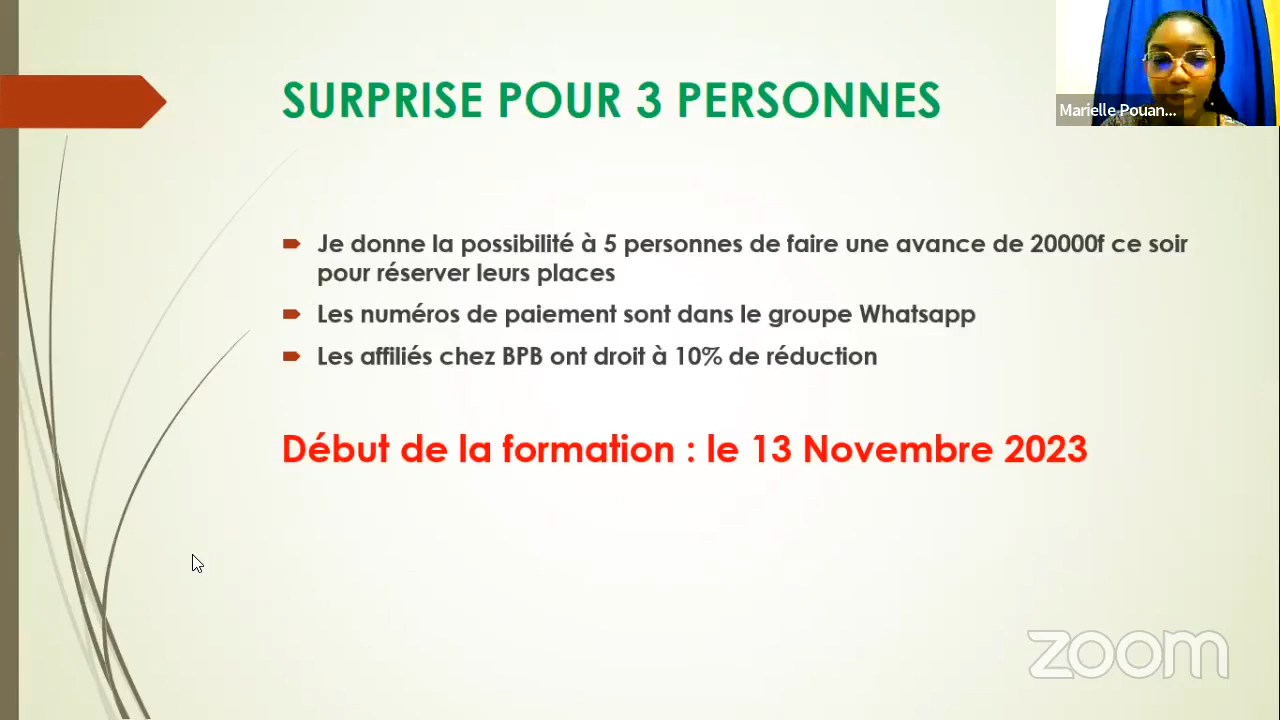 SURPRISE POUR 3 PERSONNES
Marielle Pouan...
Je donne la possibilité à 5 personnes de faire une avance de 20000f ce soir
pour réserver leurs places
Les numéros de paiement sont dans le groupe Whatsapp
Les affiliés chez BPB ont droit à 10% de réduction
Début de la formation : le 13 Novembre 2023
zoom